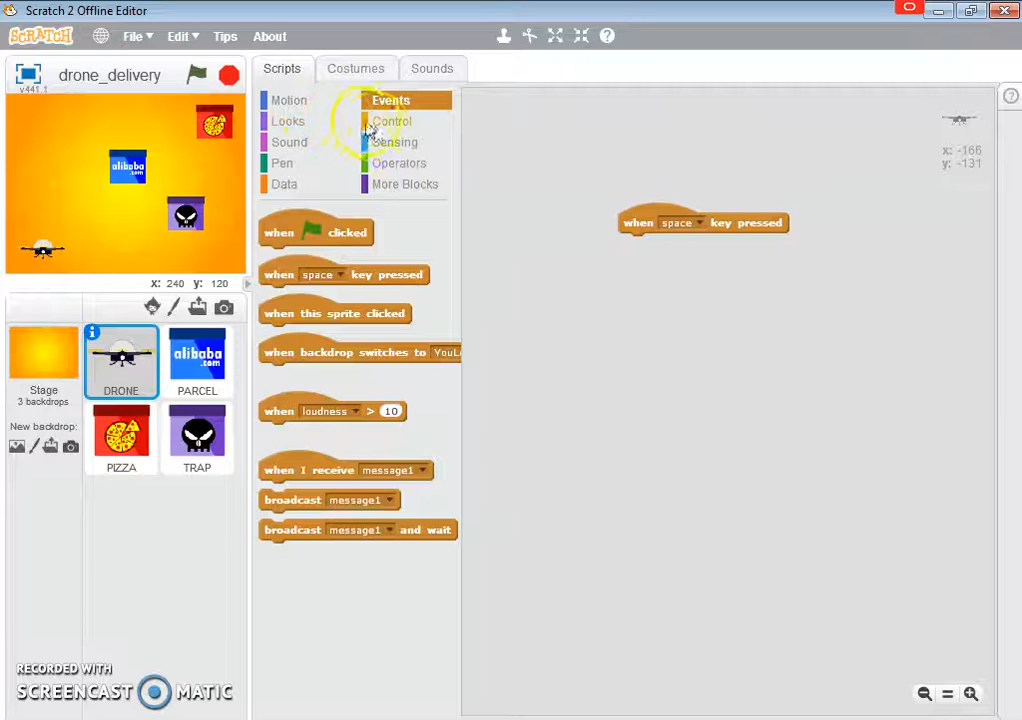 Scratch 2 Offline Editor
SCRATCH
File
Edit
Tips
About
drone_delivery
v441.1
Scripts
Costumes
Sounds
Motion
Events
Looks
Control
Sound
Sensing
Pen
Operators
Data
More Blocks
x: -166
y: -131
when clicked
when space key pressed
when this sprite clicked
when backdrop switches to YouL
when loudness > 10
when I receive message1
broadcast message1
broadcast message1 and wait
when space key pressed
alibaba
.com
x: 240 y: 120
Stage
3 backdrops
New backdrop:
DRONE
alibaba
.com
PARCEL
PIZZA
TRAP
RECORDED WITH
SCREENCAST MATIC